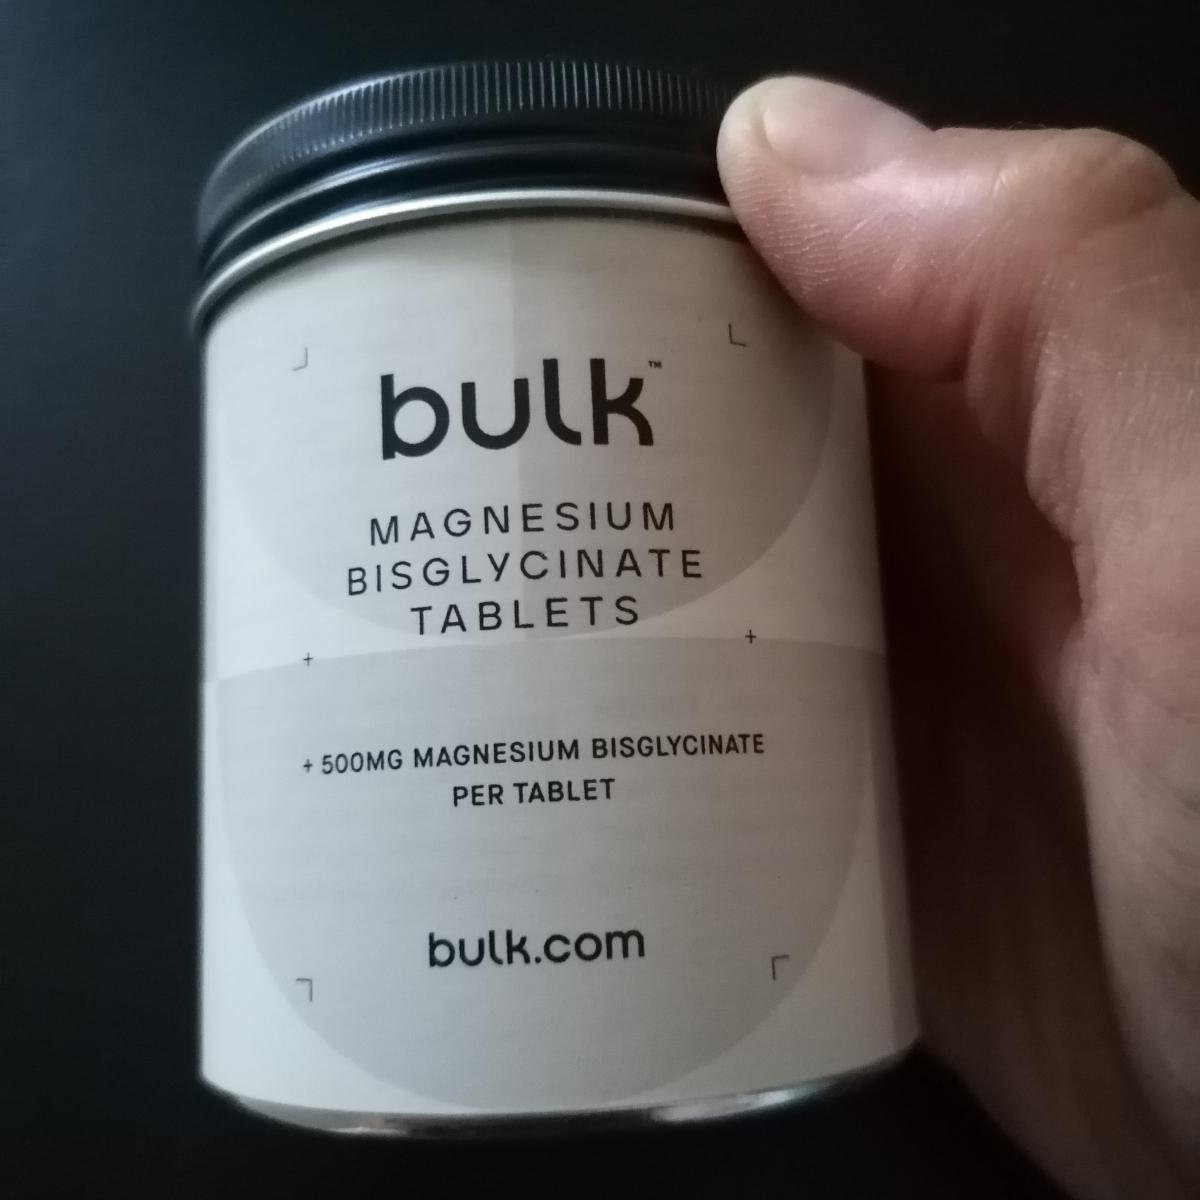 bulk™
MAGNESIUM
BISGLYCINATE
TABLETS
+ 500MG MAGNESIUM BISGLYCINATE
PER TABLET
bulk.com